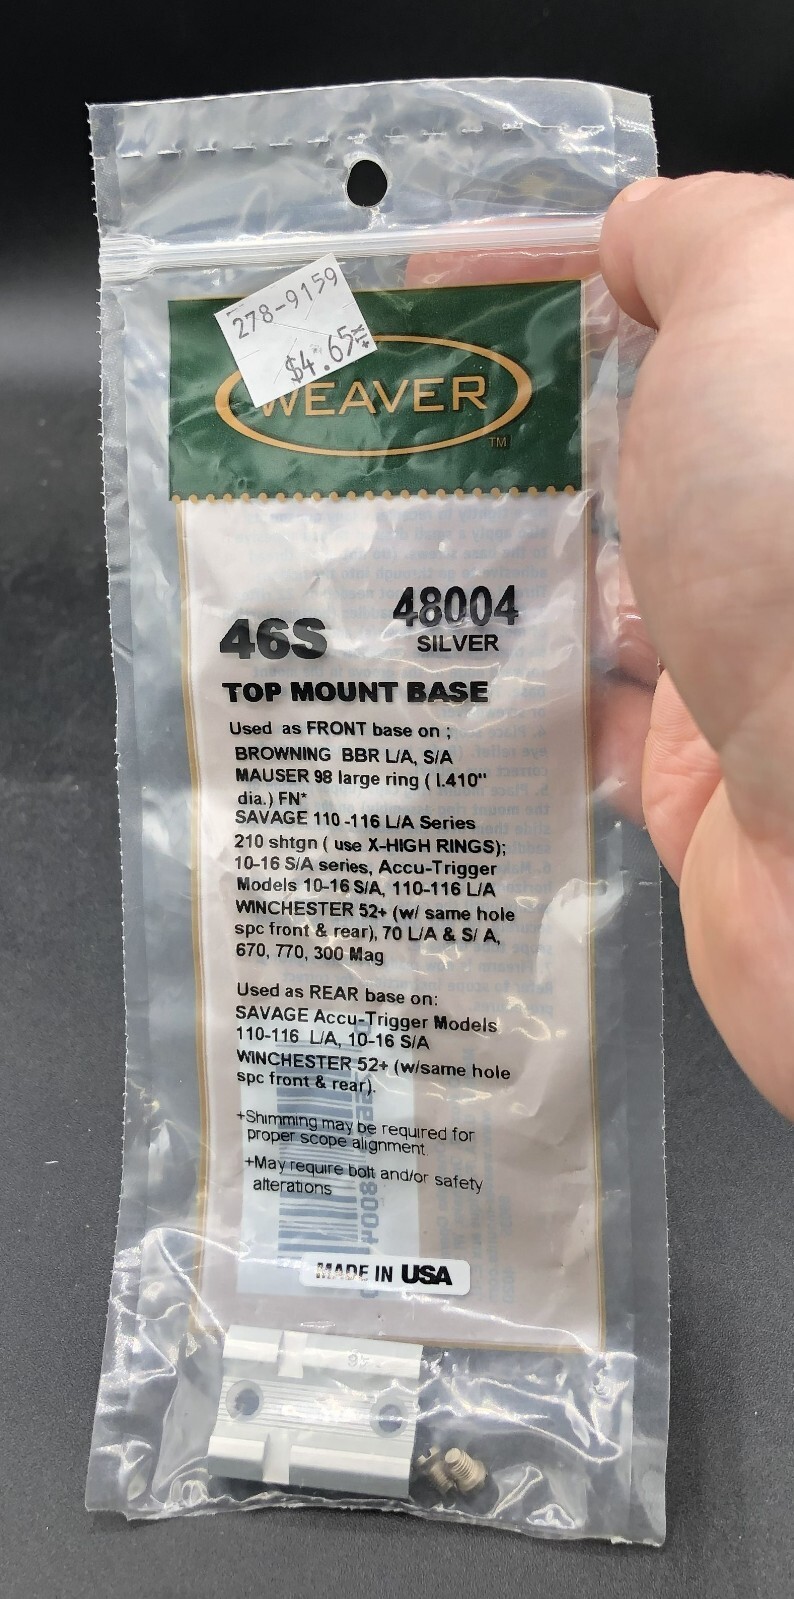 278-9159
$4.65
WEAVER
TM
46S
48004
SILVER
TOP MOUNT BASE
Used as FRONT base on ;
BROWNING BBR L/A, S/A
MAUSER 98 large ring ( 1.410"
dia.) FN*
SAVAGE 110 -116 L/A Series
210 shtgn ( use X-HIGH RINGS);
10-16 S/A series, Accu-Trigger
Models 10-16 S/A, 110-116 L/A
WINCHESTER 52+ (w/ same hole
spc front & rear), 70 L/A & S/ A,
670, 770, 300 Mag
Used as REAR base on:
SAVAGE Accu-Trigger Models
110-116 L/A, 10-16 S/A
WINCHESTER 52+ (w/same hole
spc front & rear).
+Shimming may be required for
proper scope alignment.
+May require bolt and/or safety
alterations
MADE IN USA